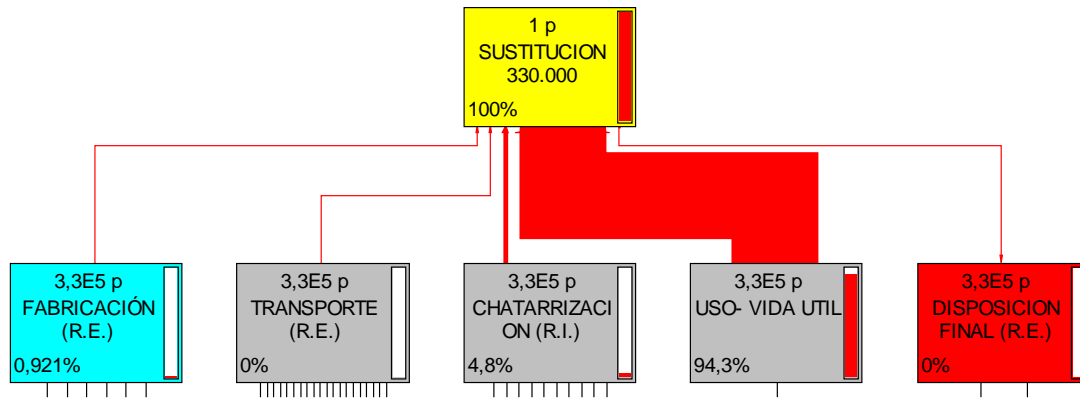 1 p
SUSTITUCION
330.000
100%
3,3E5 p
FABRICACIÓN
(R.E.)
0,921%
3,3E5 p
TRANSPORTE
(R.E.)
0%
3,3E5 p
CHATARRIZACI
ON (R.I.)
4,8%
3,3E5 p
USO- VIDA UTIL
94,3%
3,3E5 p
DISPOSICION
FINAL (R.E.)
0%